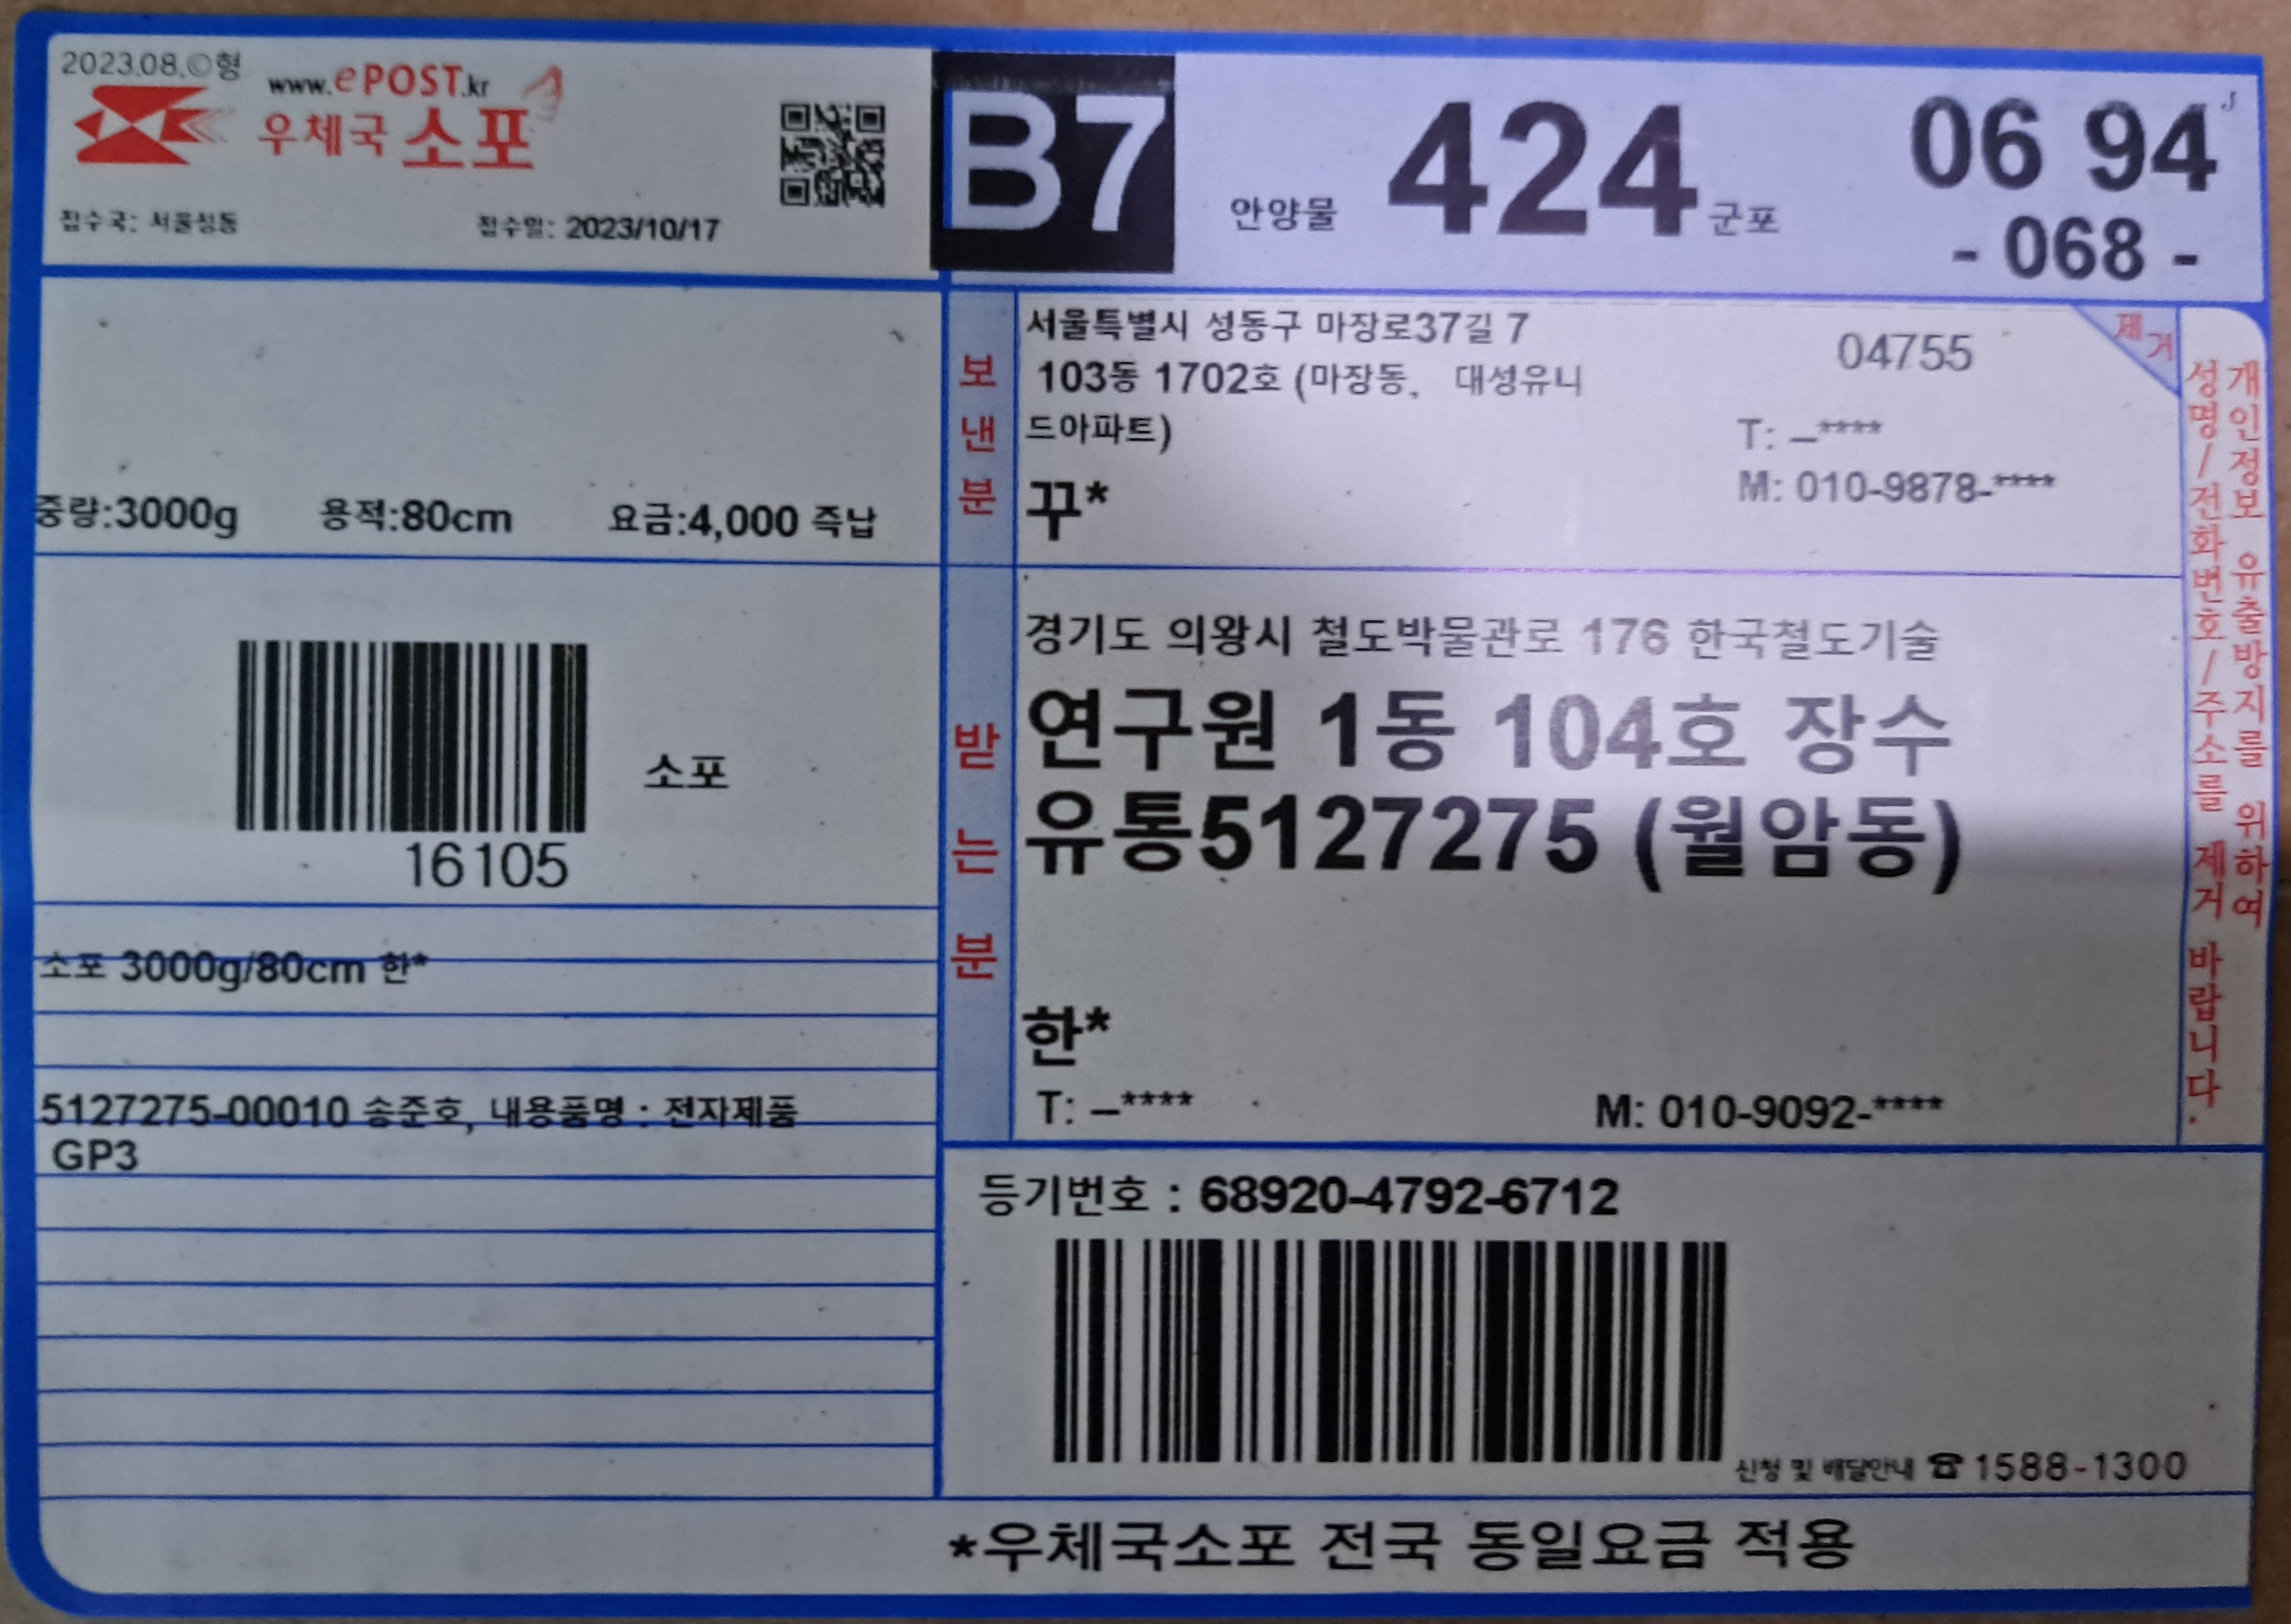 2023.08.©형
www.ePOST.kr
우체국 소포
접수국: 서울성동 접수일: 2023/10/17
B7 안양물 424 군포 06 94 J
- 068 -
중량:3000g 용적:80cm 요금:4,000 즉납
소포
16105
소포 3000g/80cm 한*
5127275-00010 송준호, 내용품명 : 전자제품
GP3
보낸분
서울특별시 성동구 마장로37길 7
103동 1702호 (마장동, 대성유니
드아파트)
04755
T: –****
M: 010-9878-****
꾸*
제거
받는분
경기도 의왕시 철도박물관로 176 한국철도기술
연구원 1동 104호 장수
유통5127275 (월암동)
한*
T: –**** M: 010-9092-****
개인정보 유출방지를 위하여
성명/전화번호/주소를 제거 바랍니다.
등기번호 : 68920-4792-6712
신청 및 배달안내 ☎ 1588-1300
*우체국소포 전국 동일요금 적용